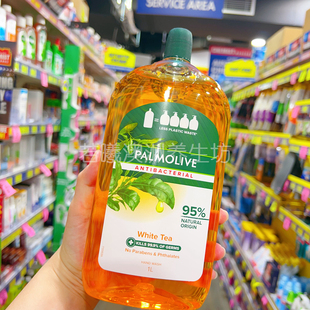 SERVICE AREA
LESS PLASTIC WASTE*
PALMOLIVE
ANTIBACTERIAL
95%
NATURAL
ORIGIN
White Tea
KILLS 99.9% OF GERMS
No Parabens & Phthalates
1L